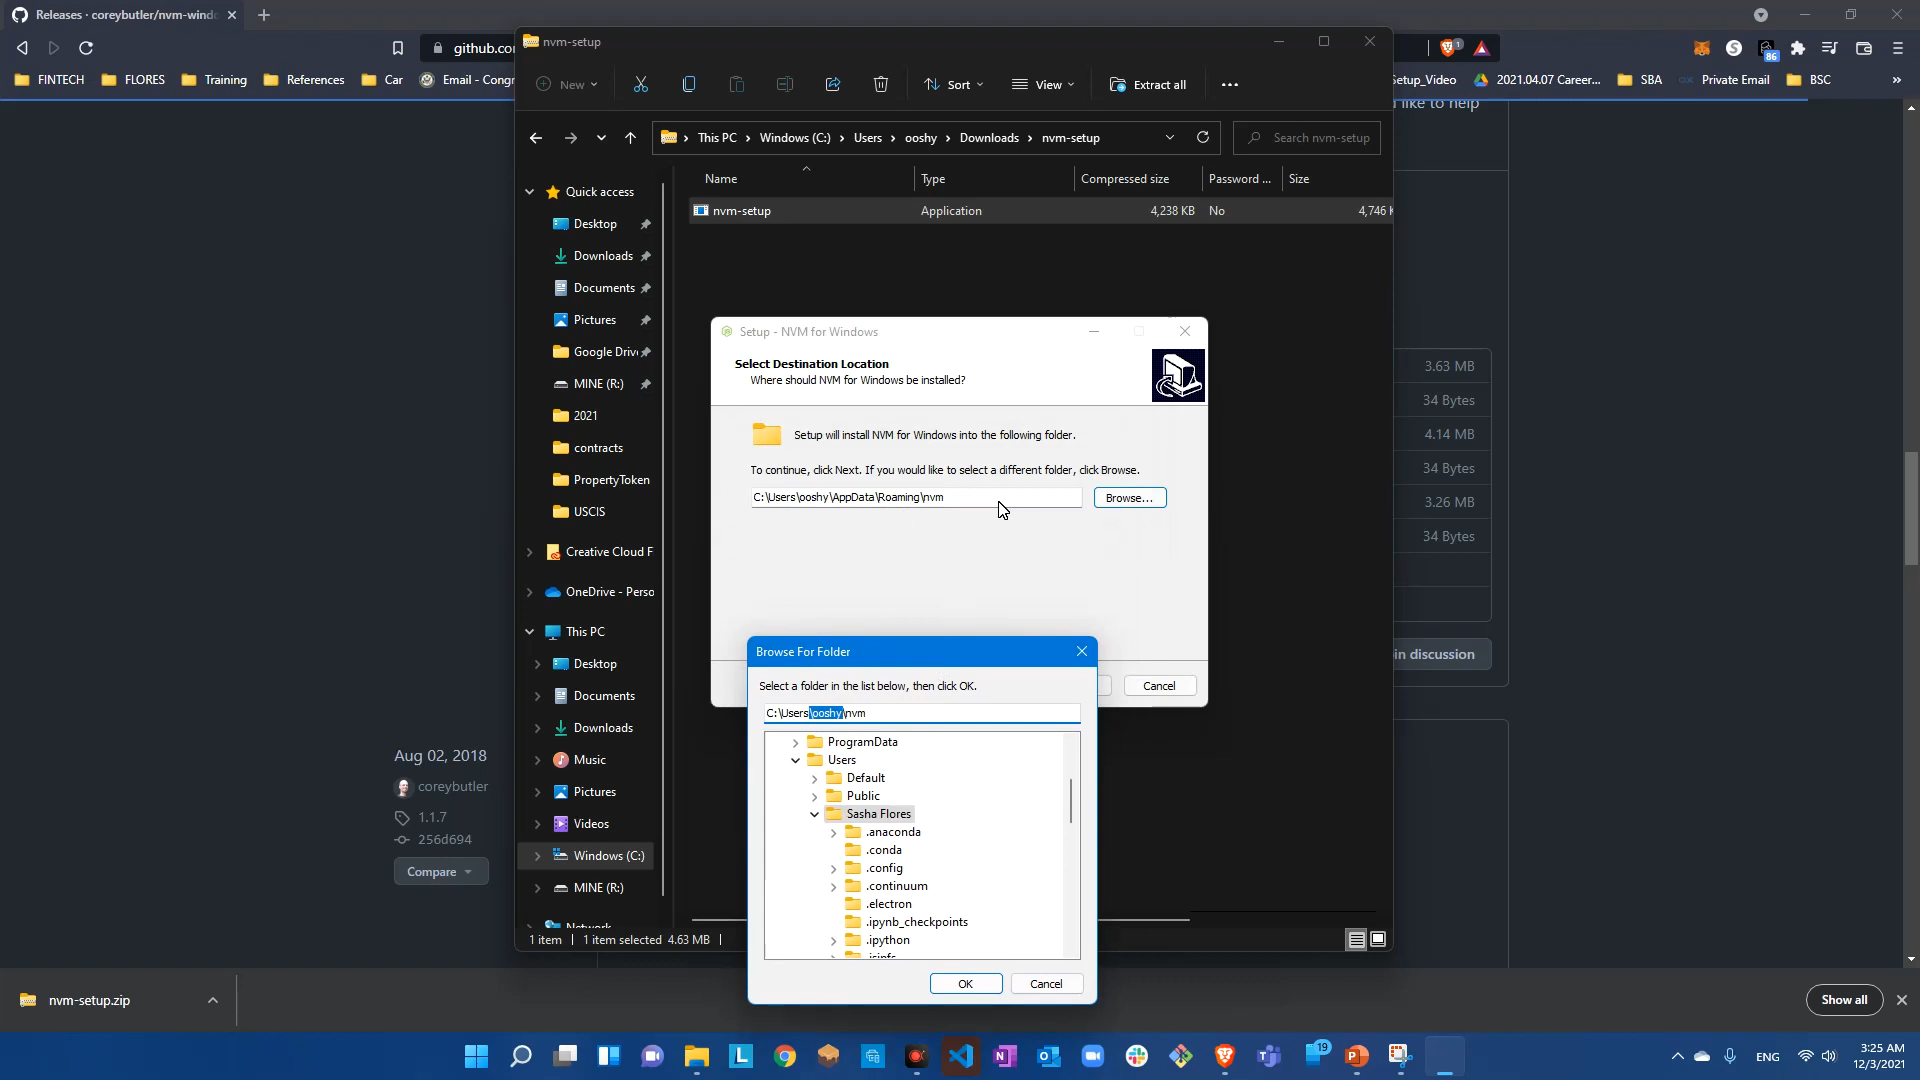 Releases · coreybutler/nvm-windo
github.co
FINTECH
FLORES
Training
References
Car
Email - Congr
Setup_Video
2021.04.07 Career...
SBA
Private Email
BSC
»
86
1
like to help
nvm-setup
New
Sort
View
Extract all
This PC
Windows (C:)
Users
ooshy
Downloads
nvm-setup
Search nvm-setup
Name
Type
Compressed size
Password ...
Size
nvm-setup
Application
4,238 KB
No
4,746 K
Quick access
Desktop
Downloads
Documents
Pictures
Google Driv
MINE (R:)
2021
contracts
PropertyToken
USCIS
Creative Cloud F
OneDrive - Perso
This PC
Desktop
Documents
Downloads
Music
Pictures
Videos
Windows (C:)
MINE (R:)
Network
1 item
1 item selected 4.63 MB
Setup - NVM for Windows
Select Destination Location
Where should NVM for Windows be installed?
Setup will install NVM for Windows into the following folder.
To continue, click Next. If you would like to select a different folder, click Browse.
C:\Users\ooshy\AppData\Roaming\nvm
Browse...
Cancel
Browse For Folder
Select a folder in the list below, then click OK.
C:\Users\ooshy\nvm
ProgramData
Users
Default
Public
Sasha Flores
.anaconda
.conda
.config
.continuum
.electron
.ipynb_checkpoints
.ipython
OK
Cancel
3.63 MB
34 Bytes
4.14 MB
34 Bytes
3.26 MB
34 Bytes
in discussion
Aug 02, 2018
coreybutler
1.1.7
256d694
Compare
nvm-setup.zip
Show all
19
ENG
3:25 AM
12/3/2021